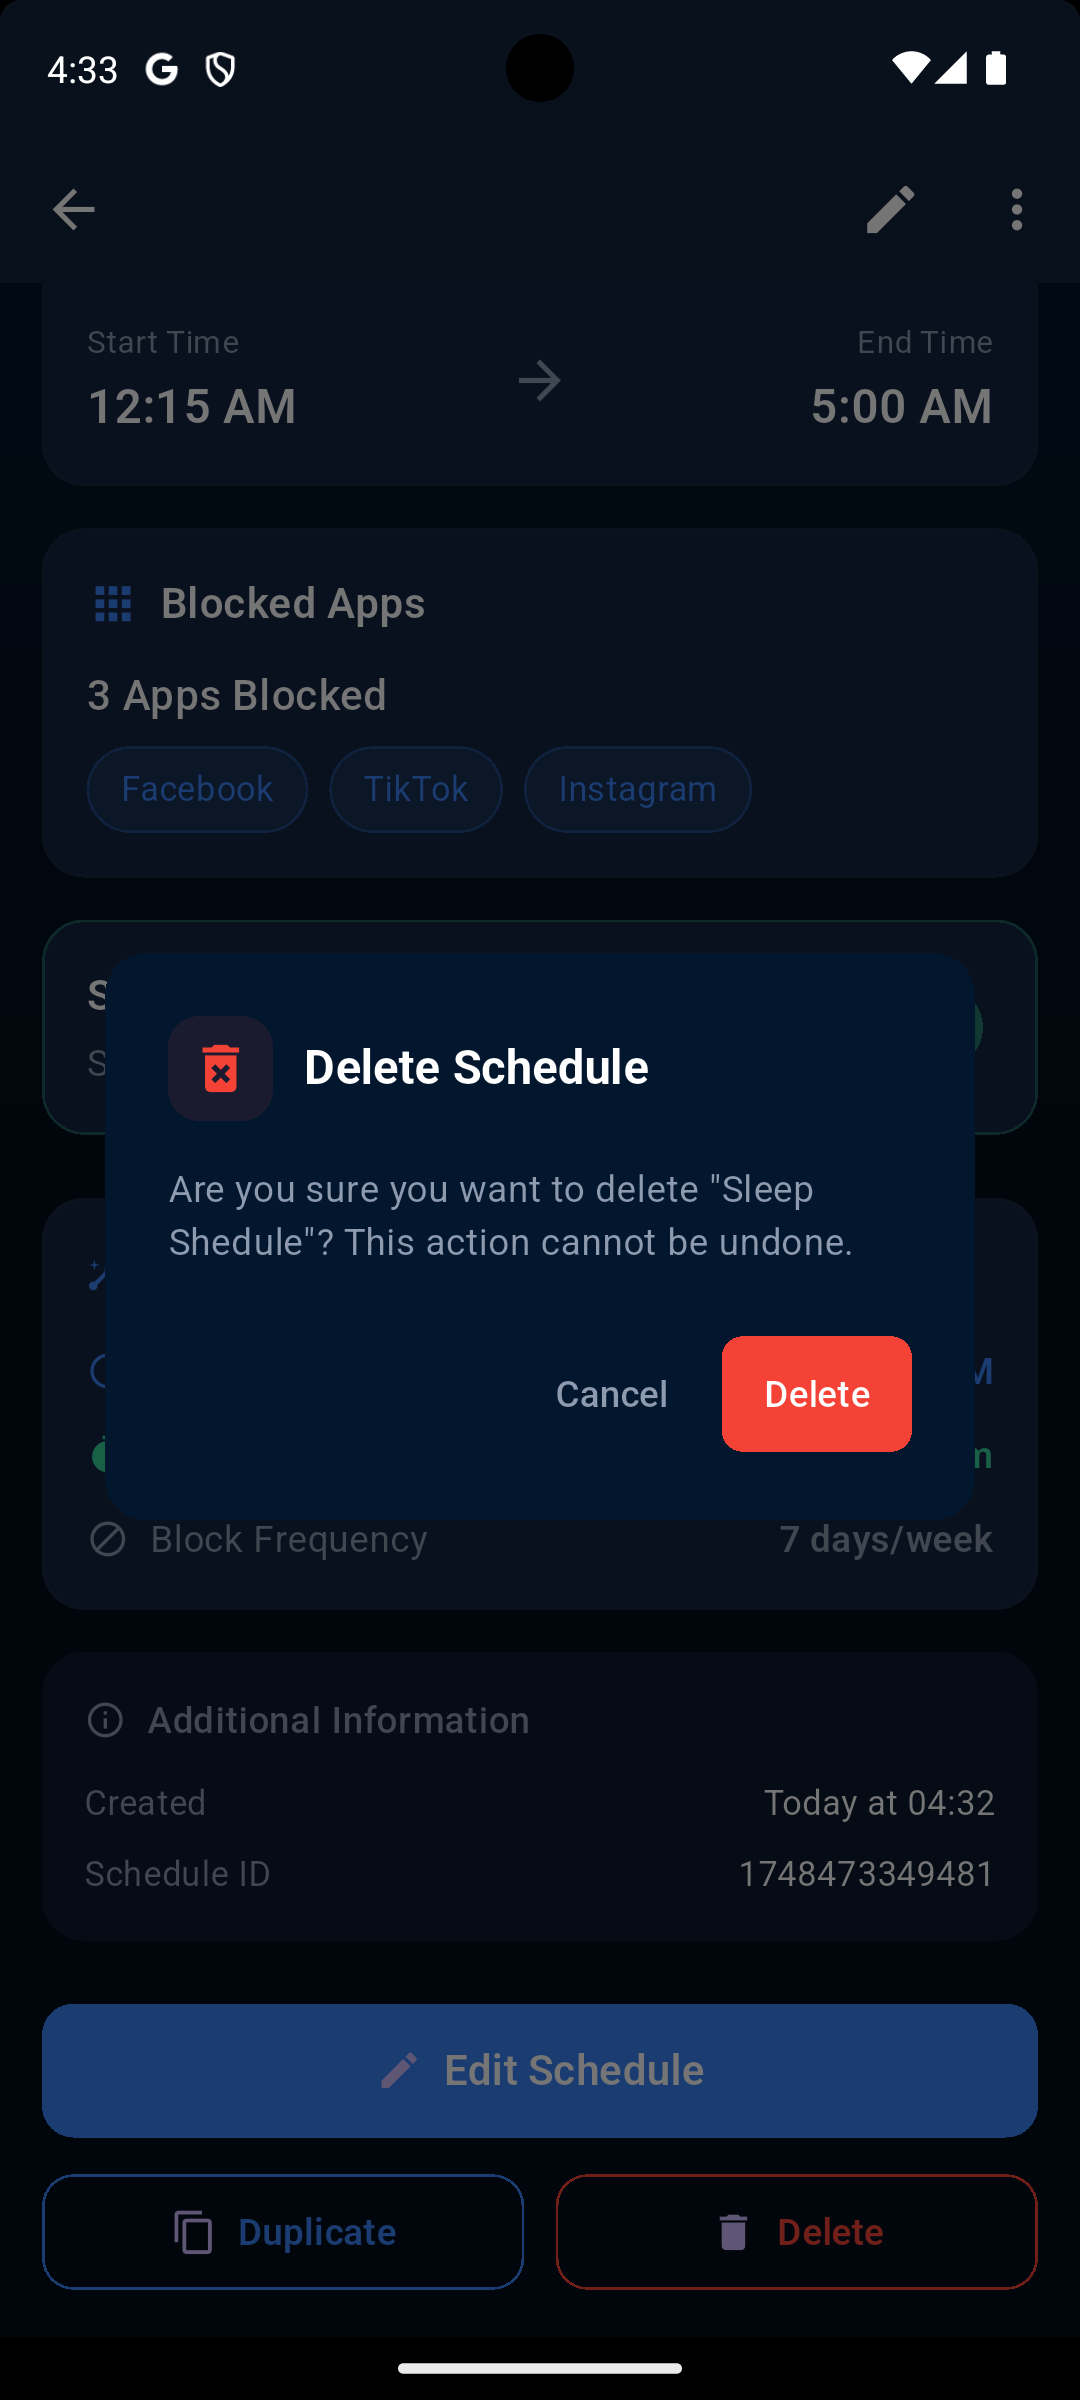 4:33
Start Time
End Time
12:15 AM
5:00 AM
Blocked Apps
3 Apps Blocked
Facebook
TikTok
Instagram
Delete Schedule
Are you sure you want to delete "Sleep
Shedule"? This action cannot be undone.
Cancel
Delete
Block Frequency
7 days/week
Additional Information
Created
Today at 04:32
Schedule ID
1748473349481
Edit Schedule
Duplicate
Delete